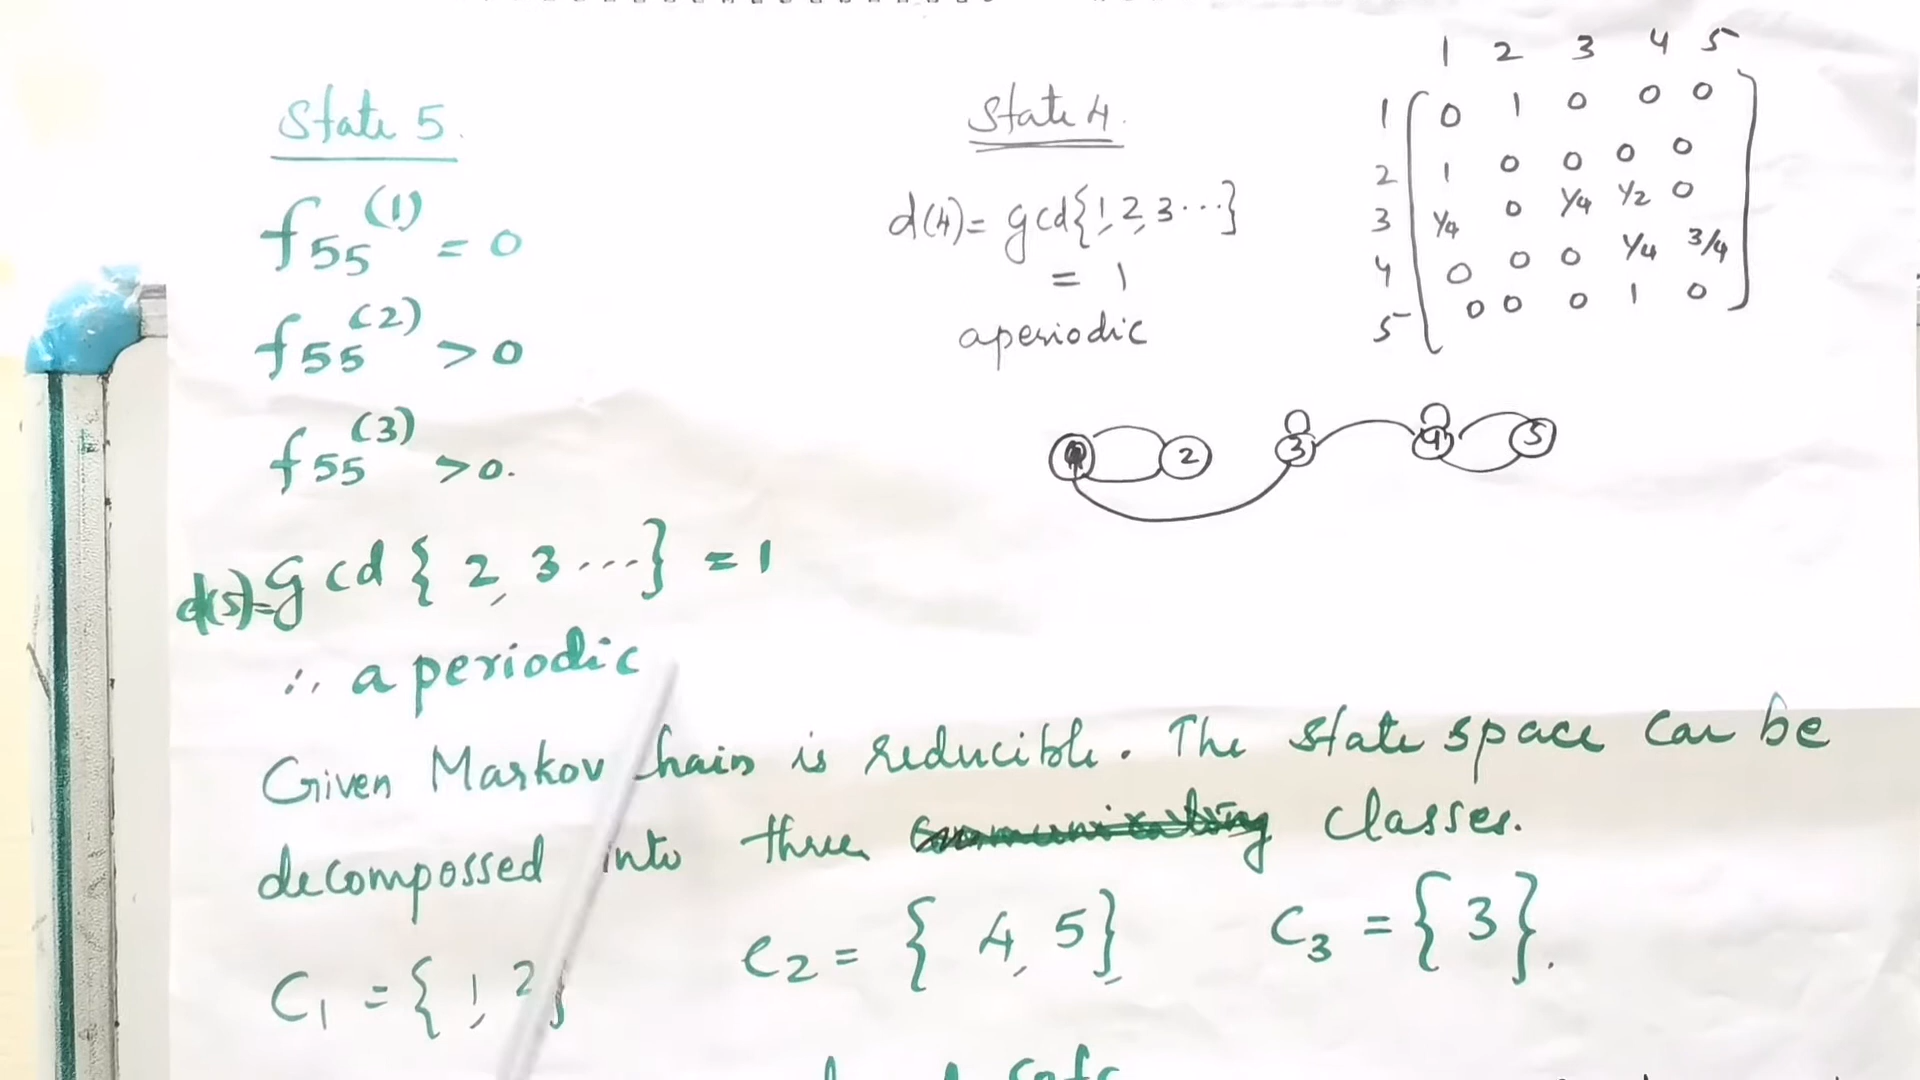 State 5.
f55(1) = 0
f55(2) > 0
f55(3) > 0.
d(5)= gcd { 2, 3 ... } = 1
∴ aperiodic
State 4.
d(4)= gcd{1,2,3...}
= 1
aperiodic
1 2 3 4 5
1 0 1 0 0 0
2 1 0 0 0 0
3 1/4 0 1/4 1/2 0
4 0 0 0 1/4 3/4
5 0 0 0 1 0
2 3 4 5
Given Markov hain is reducible. The state space can be
decompossed into three classes.
C1 = { 1, 2 } C2 = { 4, 5 } C3 = { 3 }.